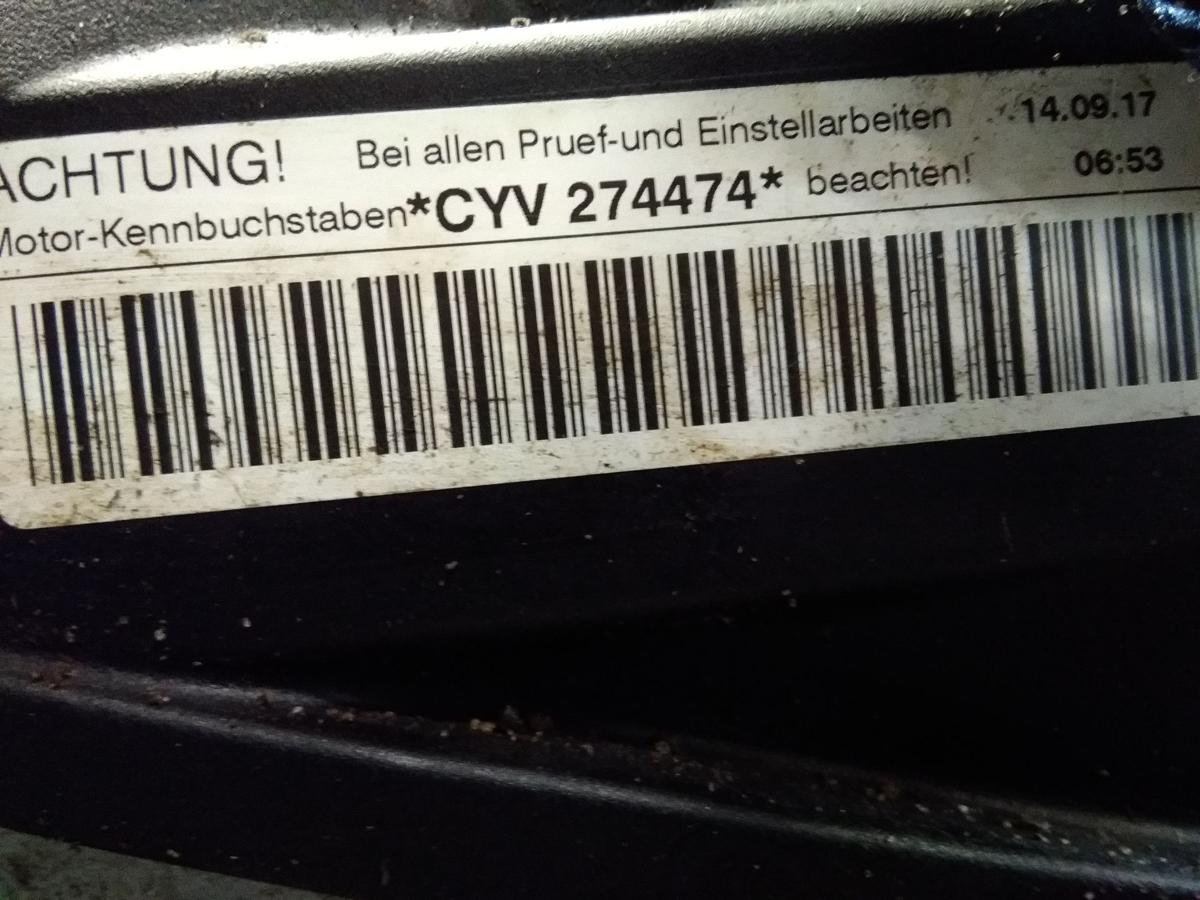 ACHTUNG! Bei allen Pruef-und Einstellarbeiten 14.09.17
Motor-Kennbuchstaben*CYV 274474* beachten! 06:53